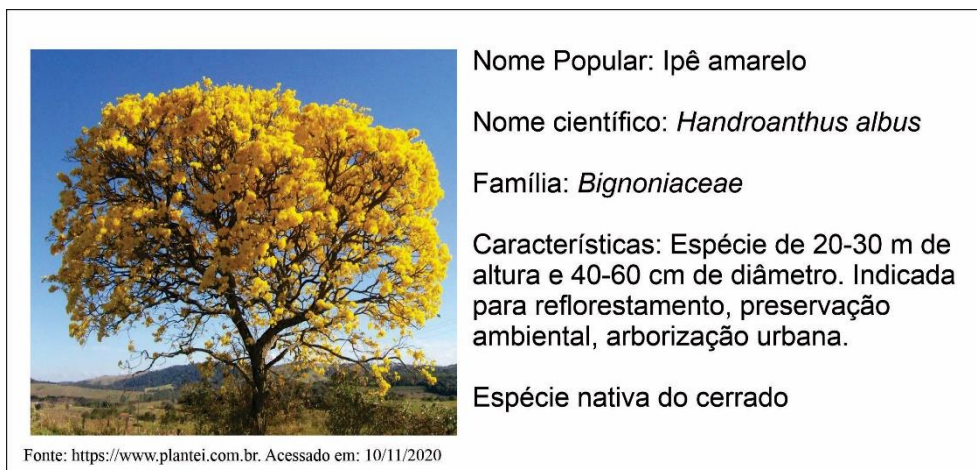 Nome Popular: Ipê amarelo
Nome científico: Handroanthus albus
Família: Bignoniaceae
Características: Espécie de 20-30 m de
altura e 40-60 cm de diâmetro. Indicada
para reflorestamento, preservação
ambiental, arborização urbana.
Espécie nativa do cerrado
Fonte: https://www.plantei.com.br. Acessado em: 10/11/2020